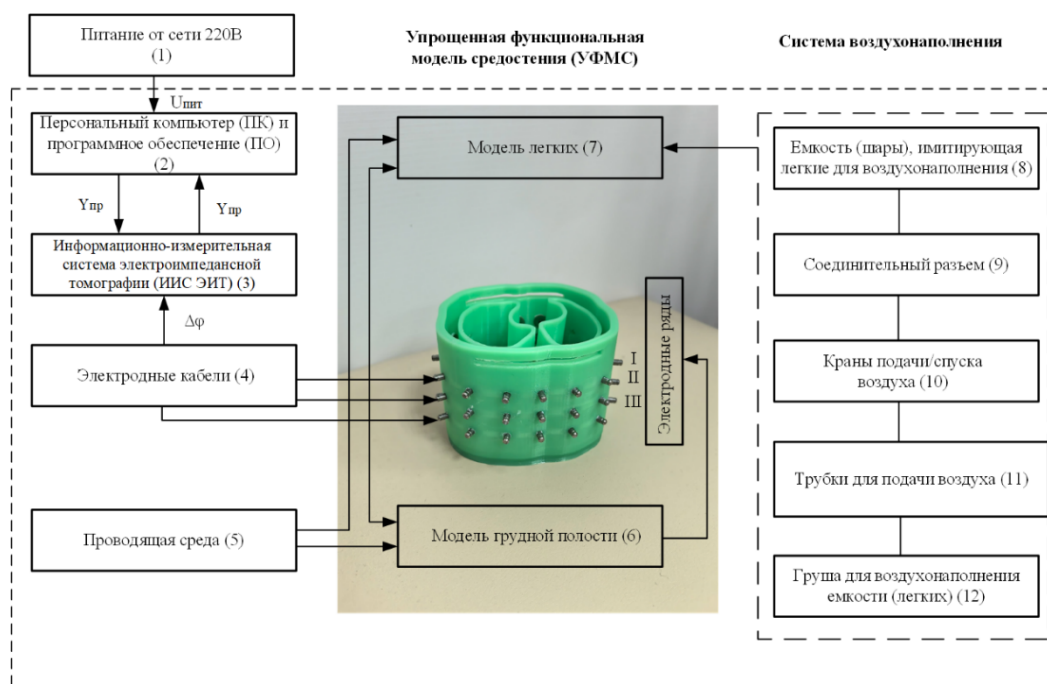 Питание от сети 220В
(1)
Упрощенная функциональная
модель средостения (УФМС)
Система воздухонаполнения
Uпит
Персональный компьютер (ПК) и
программное обеспечение (ПО)
(2)
Yпр
Yпр
Информационно-измерительная
система электроимпедансной
томографии (ИИС ЭИТ) (3)
Δφ
Электродные кабели (4)
Проводящая среда (5)
Модель легких (7)
I
II
III
Электродные ряды
Модель грудной полости (6)
Емкость (шары), имитирующая
легкие для воздухонаполнения (8)
Соединительный разъем (9)
Краны подачи/спуска
воздуха (10)
Трубки для подачи воздуха (11)
Груша для воздухонаполнения
емкости (легких) (12)